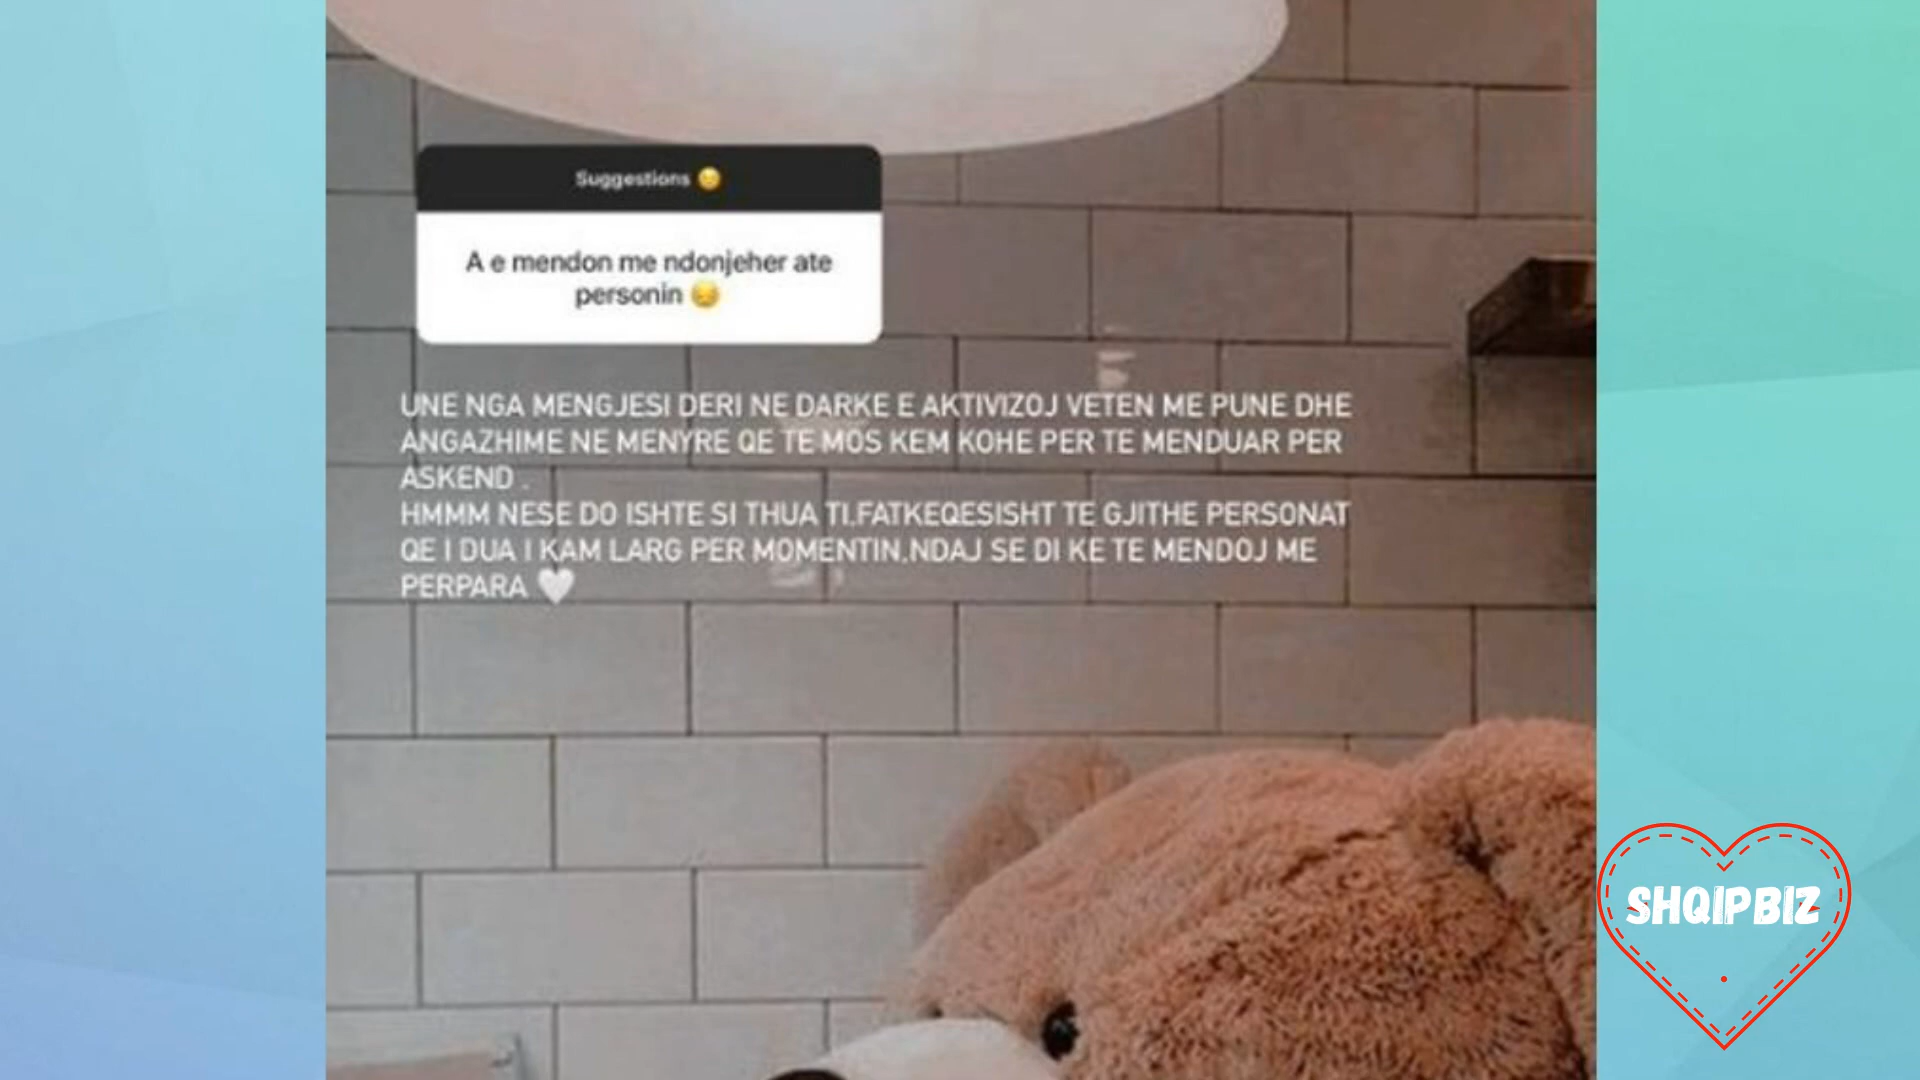 Suggestions 😔
A e mendon me ndonjeher ate
personin 😔
UNE NGA MENGJESI DERI NE DARKE E AKTIVIZOJ VETEN ME PUNE DHE
ANGAZHIME NE MENYRE QE TE MOS KEM KOHE PER TE MENDUAR PER
ASKEND .
HMMM NESE DO ISHTE SI THUA TI.FATKEQESISHT TE GJITHE PERSONAT
QE I DUA I KAM LARG PER MOMENTIN,NDAJ SE DI KE TE MENDOJ ME
PERPARA 🤍
SHQIPBIZ